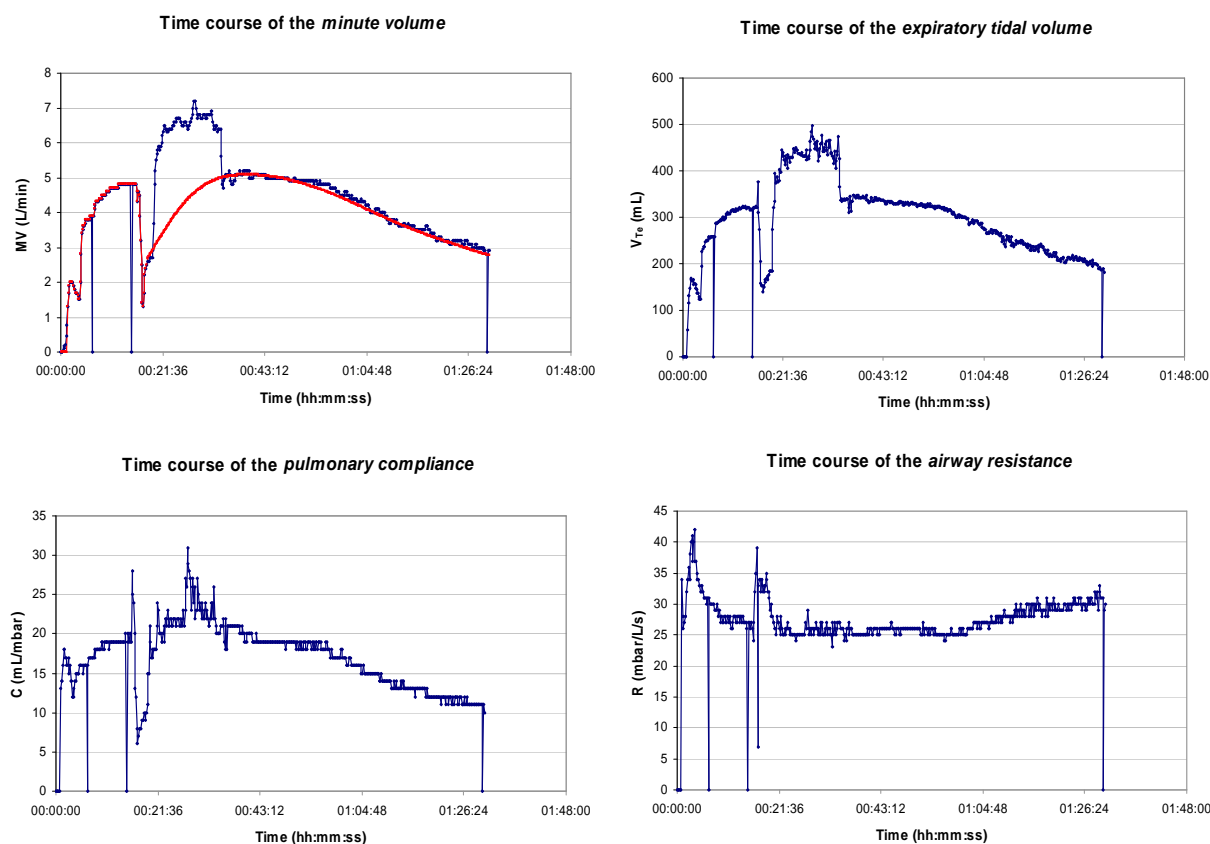 Time course of the minute volume
8
7
6
5
4
3
2
1
0
MV (L/min)
00:00:00 00:21:36 00:43:12 01:04:48 01:26:24 01:48:00
Time (hh:mm:ss)
Time course of the expiratory tidal volume
600
500
400
300
200
100
0
VTe (mL)
00:00:00 00:21:36 00:43:12 01:04:48 01:26:24 01:48:00
Time (hh:mm:ss)
Time course of the pulmonary compliance
35
30
25
20
15
10
5
0
C (mL/mbar)
00:00:00 00:21:36 00:43:12 01:04:48 01:26:24 01:48:00
Time (hh:mm:ss)
Time course of the airway resistance
45
40
35
30
25
20
15
10
5
0
R (mbar/L/s)
00:00:00 00:21:36 00:43:12 01:04:48 01:26:24 01:48:00
Time (hh:mm:ss)